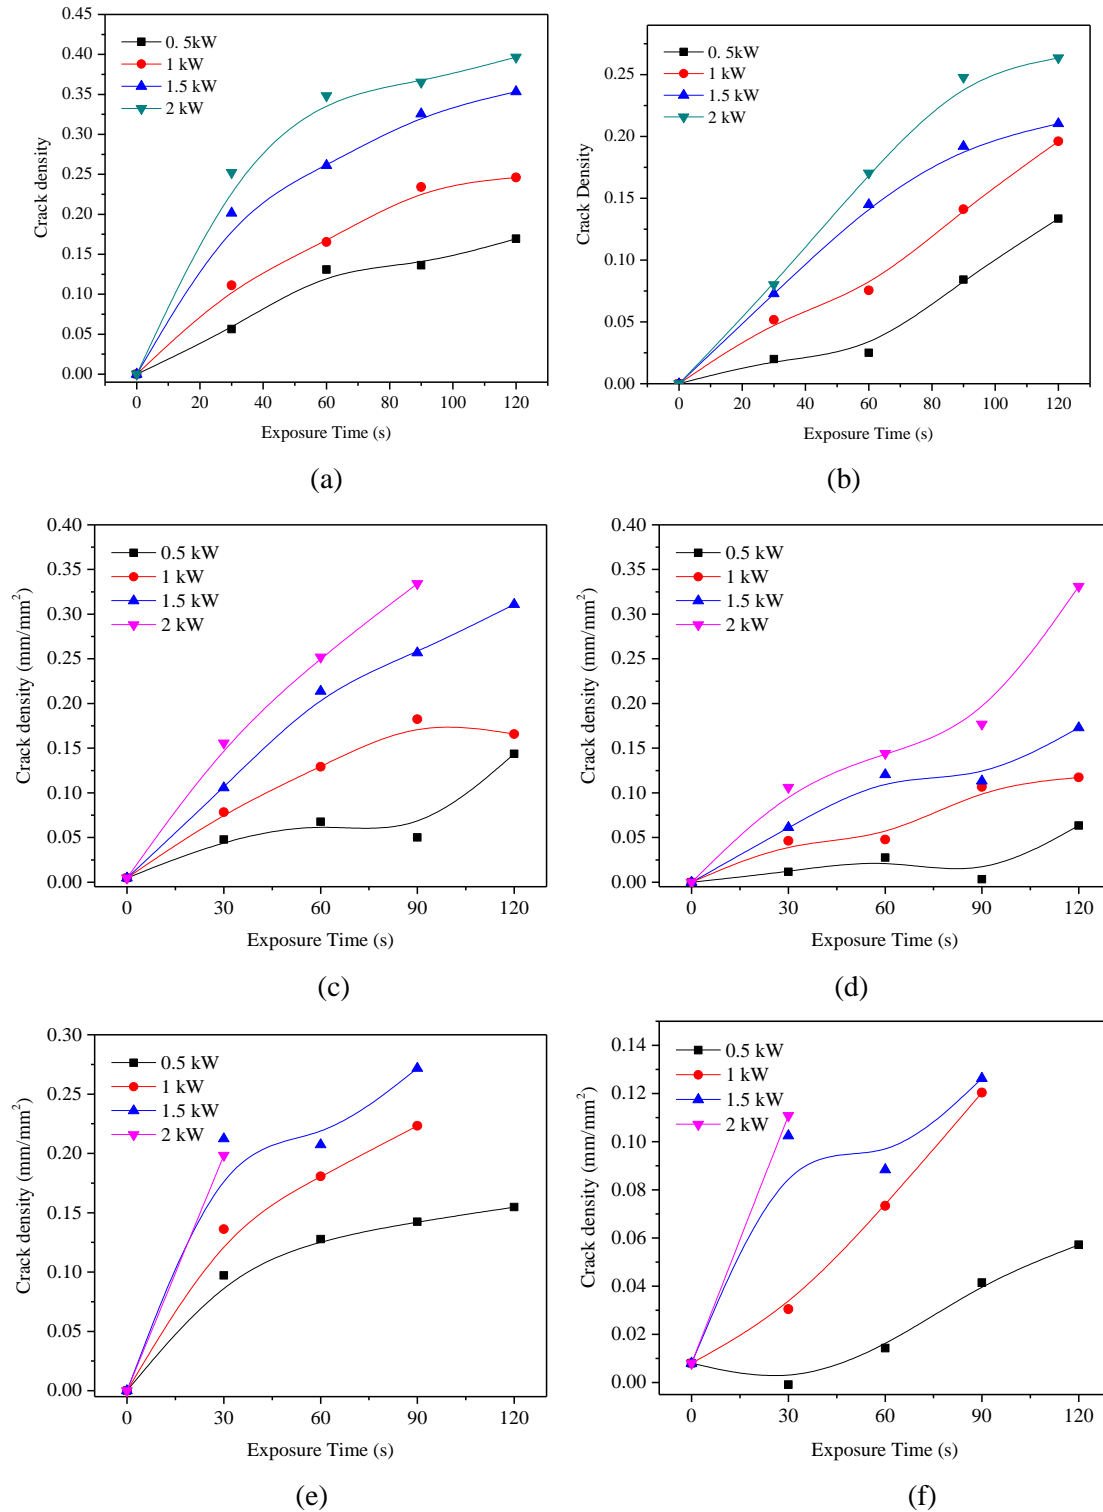 0.45
0.40
0.35
0.30
0.25
0.20
0.15
0.10
0.05
0.00
Crack density
0. 5kW
1 kW
1.5 kW
2 kW
0 20 40 60 80 100 120
Exposure Time (s)
(a)
0.25
0.20
0.15
0.10
0.05
0.00
Crack Density
0. 5kW
1 kW
1.5 kW
2 kW
0 20 40 60 80 100 120
Exposure Time (s)
(b)
0.40
0.35
0.30
0.25
0.20
0.15
0.10
0.05
0.00
Crack density (mm/mm²)
0.5 kW
1 kW
1.5 kW
2 kW
0 30 60 90 120
Exposure Time (s)
(c)
0.40
0.35
0.30
0.25
0.20
0.15
0.10
0.05
0.00
Crack density (mm/mm²)
0.5 kW
1 kW
1.5 kW
2 kW
0 30 60 90 120
Exposure Time (s)
(d)
0.30
0.25
0.20
0.15
0.10
0.05
0.00
Crack density (mm/mm²)
0.5 kW
1 kW
1.5 kW
2 kW
0 30 60 90 120
Exposure Time (s)
(e)
0.14
0.12
0.10
0.08
0.06
0.04
0.02
0.00
Crack density (mm/mm²)
0.5 kW
1 kW
1.5 kW
2 kW
0 30 60 90 120
Exposure Time (s)
(f)